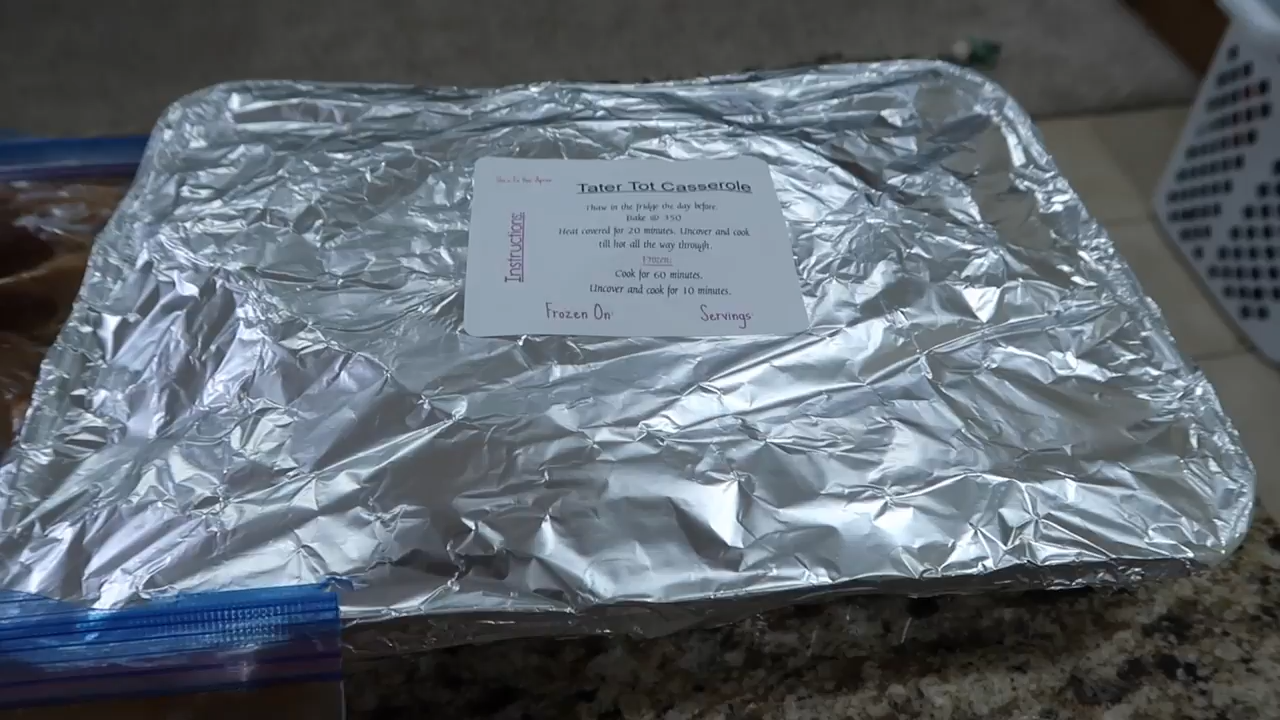 Tater Tot Casserole
Thaw in the fridge the day before.
Bake @ 350
Heat covered for 20 minutes. Uncover and cook
till hot all the way through.
Frozen:
Cook for 60 minutes.
Uncover and cook for 10 minutes.
Instructions:
Frozen On: Servings: